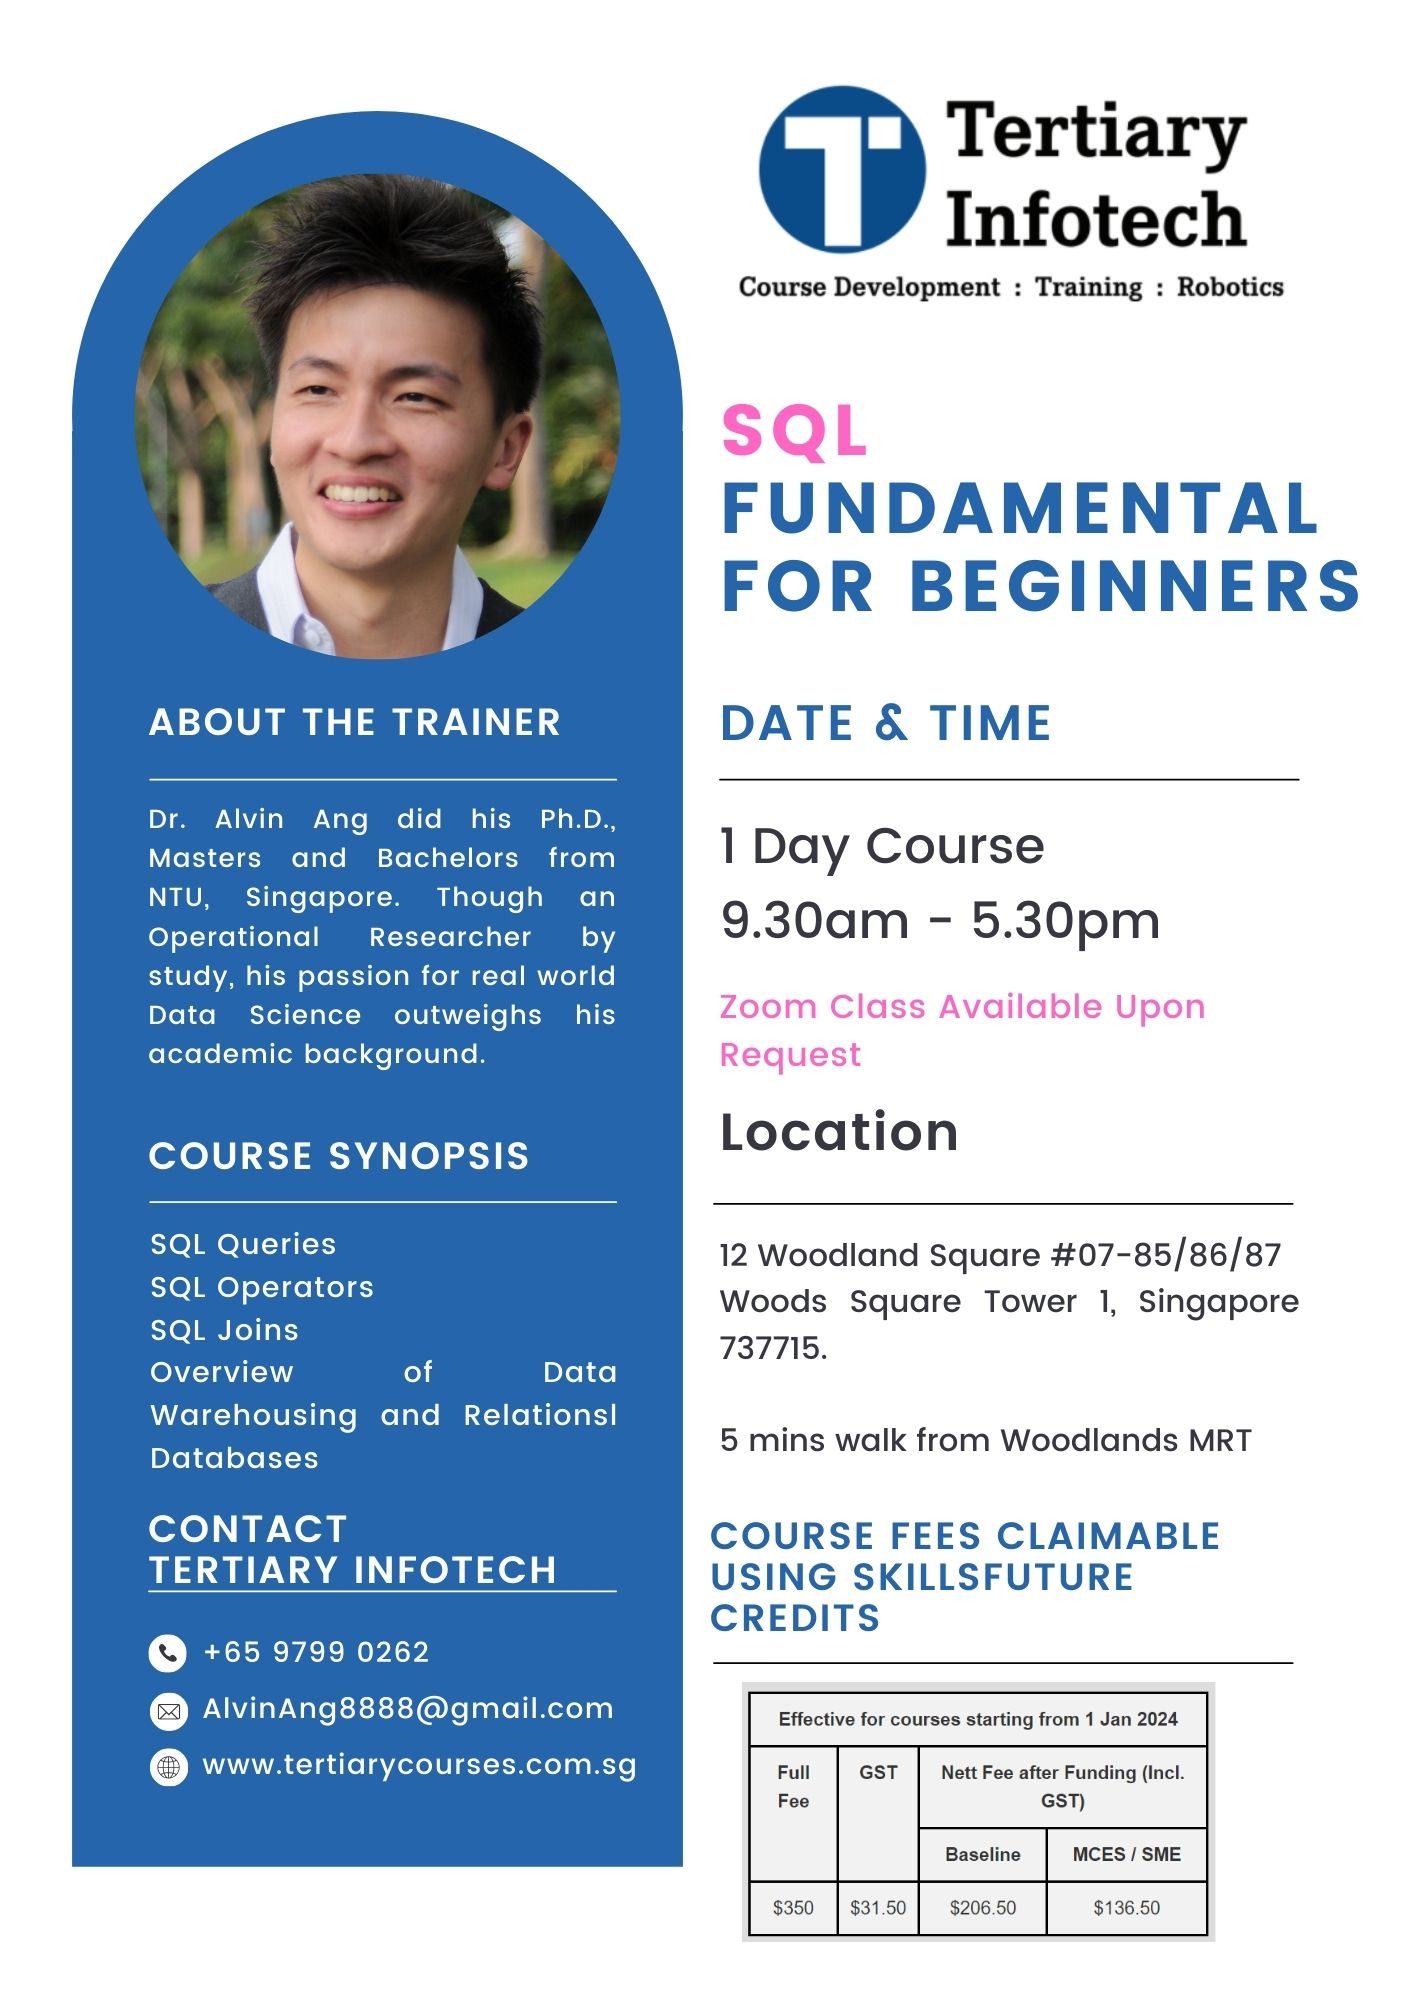 Tertiary
Infotech
Course Development : Training : Robotics
SQL
FUNDAMENTAL
FOR BEGINNERS
ABOUT THE TRAINER
Dr. Alvin Ang did his Ph.D.,
Masters and Bachelors from
NTU, Singapore. Though an
Operational Researcher by
study, his passion for real world
Data Science outweighs his
academic background.
COURSE SYNOPSIS
SQL Queries
SQL Operators
SQL Joins
Overview of Data
Warehousing and Relationsl
Databases
CONTACT
TERTIARY INFOTECH
+65 9799 0262
AlvinAng8888@gmail.com
www.tertiarycourses.com.sg
DATE & TIME
1 Day Course
9.30am - 5.30pm
Zoom Class Available Upon
Request
Location
12 Woodland Square #07-85/86/87
Woods Square Tower 1, Singapore
737715.
5 mins walk from Woodlands MRT
COURSE FEES CLAIMABLE
USING SKILLSFUTURE
CREDITS
Effective for courses starting from 1 Jan 2024
Full
Fee
GST
Nett Fee after Funding (Incl.
GST)
Baseline
MCES / SME
$350
$31.50
$206.50
$136.50